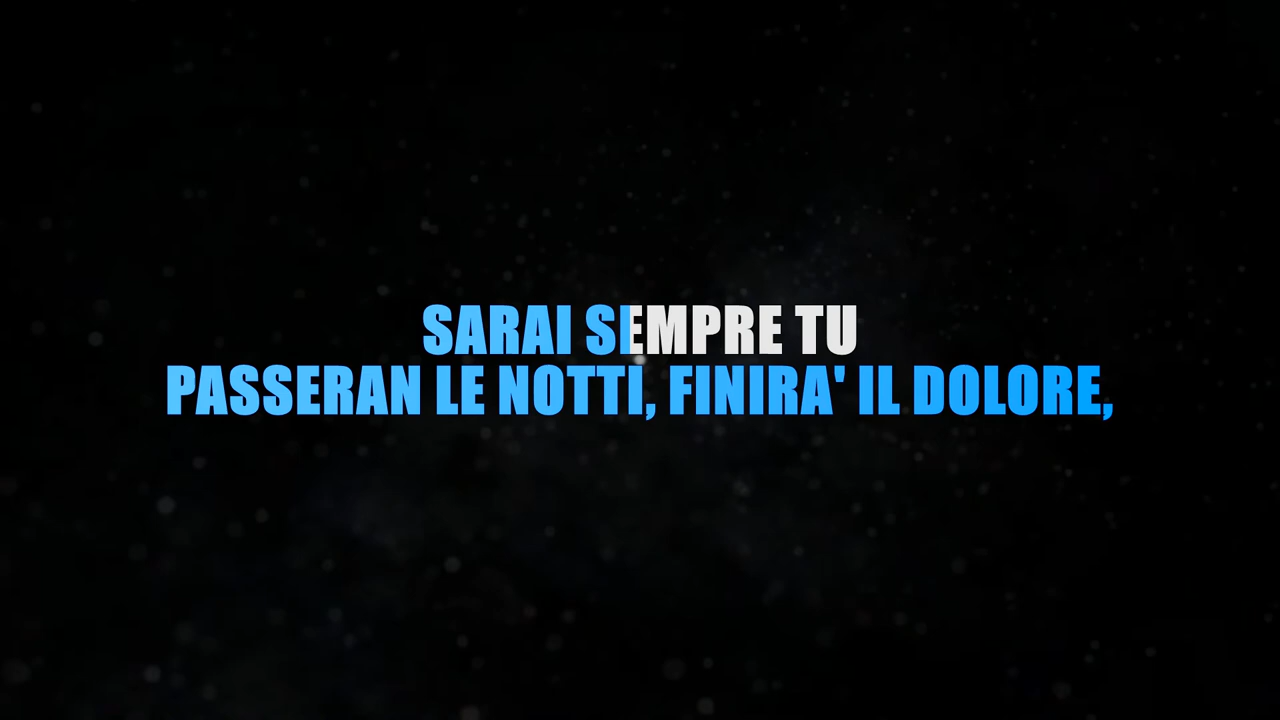 SARAI SEMPRE TU
PASSERAN LE NOTTI, FINIRA' IL DOLORE,